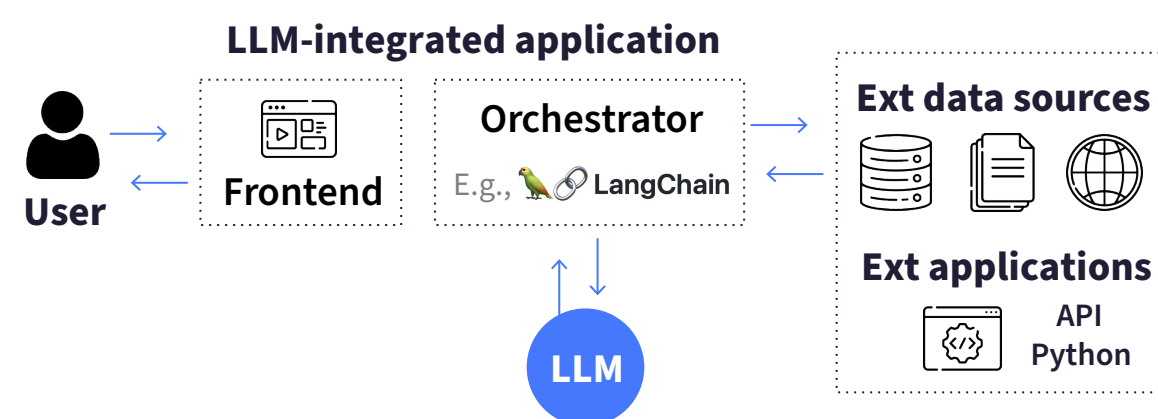 LLM-integrated application
User
Frontend
Orchestrator
E.g., 🦜🔗 LangChain
LLM
Ext data sources
Ext applications
API
Python